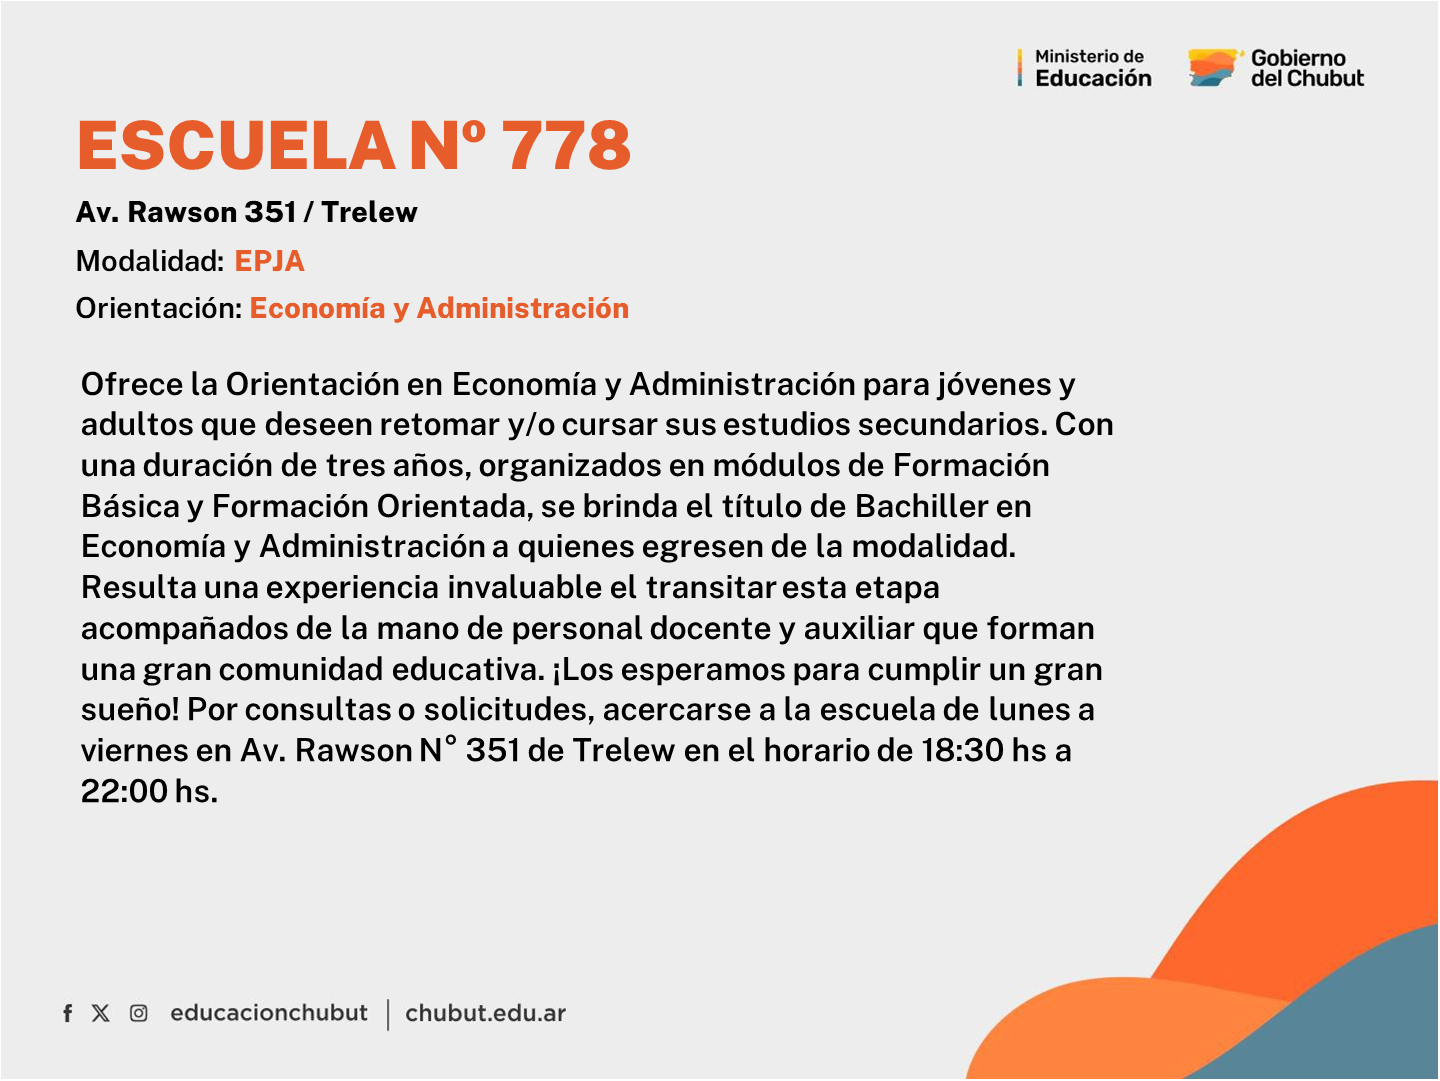 Ministerio de
Educación
Gobierno
del Chubut
ESCUELA Nº 778
Av. Rawson 351 / Trelew
Modalidad: EPJA
Orientación: Economía y Administración
Ofrece la Orientación en Economía y Administración para jóvenes y
adultos que deseen retomar y/o cursar sus estudios secundarios. Con
una duración de tres años, organizados en módulos de Formación
Básica y Formación Orientada, se brinda el título de Bachiller en
Economía y Administración a quienes egresen de la modalidad.
Resulta una experiencia invaluable el transitar esta etapa
acompañados de la mano de personal docente y auxiliar que forman
una gran comunidad educativa. ¡Los esperamos para cumplir un gran
sueño! Por consultas o solicitudes, acercarse a la escuela de lunes a
viernes en Av. Rawson N° 351 de Trelew en el horario de 18:30 hs a
22:00 hs.
educacionchubut | chubut.edu.ar